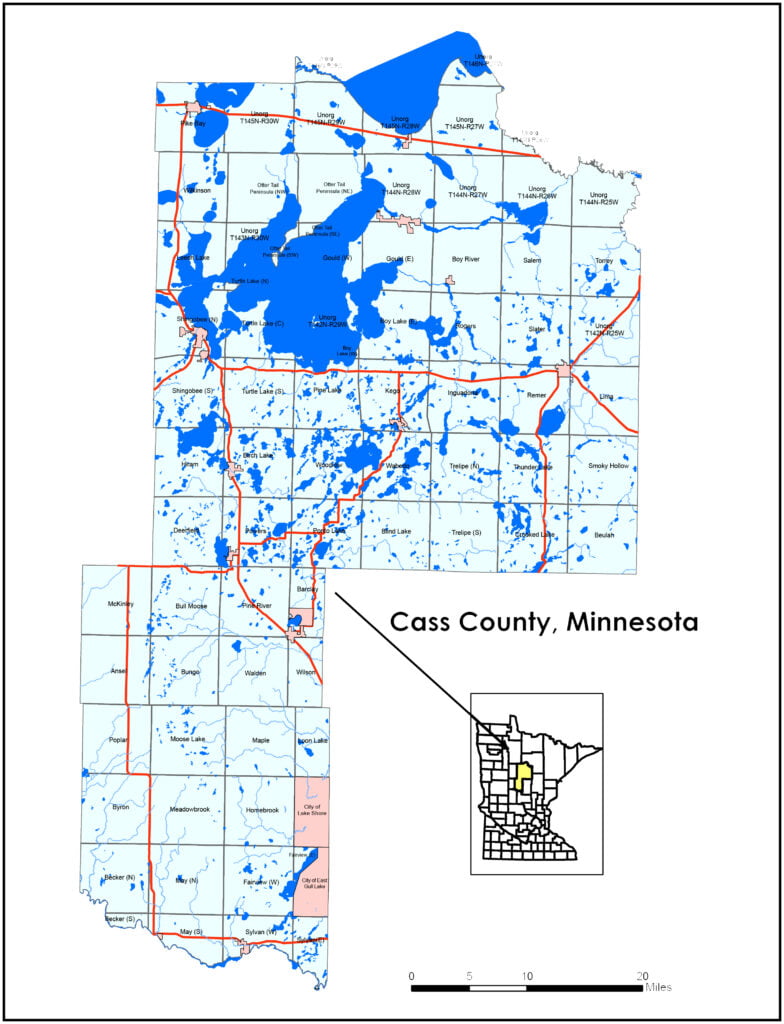 Unorg
Unorg
T146N-R
Pike Bay
Unorg
T145N-R30W
Unorg
T145N-R29W
Unorg
T145N-R28W
Unorg
T145N-R27W
Unorg
Wilkinson
Otter Tail
Peninsula (NW)
Otter Tail
Peninsula (NE)
Unorg
T144N-R28W
Unorg
T144N-R27W
Unorg
T144N-R26W
Unorg
T144N-R25W
Leech Lake
Unorg
T143N-R30W
Otter Tail
Peninsula (SW)
Otter Tail
Peninsula (SE)
Gould (W)
Gould (E)
Boy River
Salem
Torrey
Turtle Lake (N)
Shingobee (N)
Turtle Lake (C)
Unorg
T142N-R29W
Boy
Boy Lake (E)
Rogers
Slater
Unorg
T142N-R25W
Shingobee (S)
Turtle Lake (S)
Pine Lake
Kego
Inguadona
Remer
Lima
Hiram
Birch Lake
Woodrow
Wabedo
Trelipe (N)
Thunder Lake
Smoky Hollow
Deerfield
Powers
Ponto Lake
Blind Lake
Trelipe (S)
Crooked Lake
Beulah
McKinley
Bull Moose
Pine River
Barclay
Cass County, Minnesota
Ansel
Bungo
Walden
Wilson
Poplar
Moose Lake
Maple
Loon Lake
Byron
Meadowbrook
Homebrook
City of
Lake Shore
Becker (N)
May (N)
Fairview (W)
Fairview
City of East
Gull Lake
Becker (S)
May (S)
Sylvan (W)
0 5 10 20
Miles